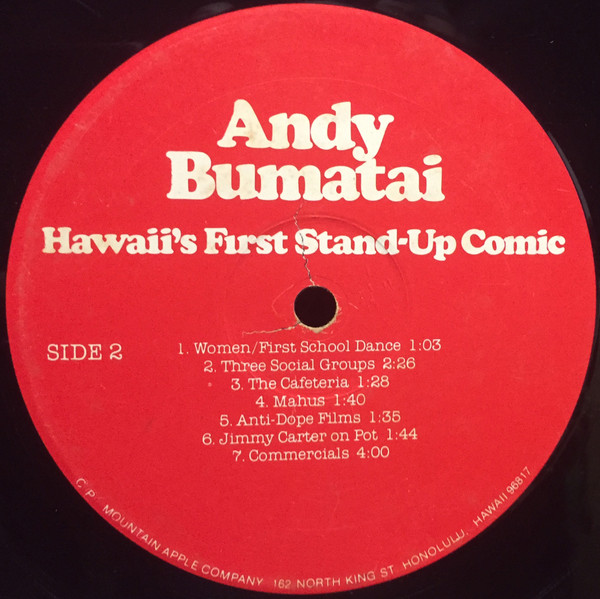 Andy
Bumatai
Hawaii's First Stand-Up Comic
SIDE 2
1. Women/First School Dance 1:03
2. Three Social Groups 2:26
3. The Cafeteria 1:28
4. Mahus 1:40
5. Anti-Dope Films 1:35
6. Jimmy Carter on Pot 1:44
7. Commercials 4:00
MOUNTAIN APPLE COMPANY 162 NORTH KING ST. HONOLULU, HAWAII 96817